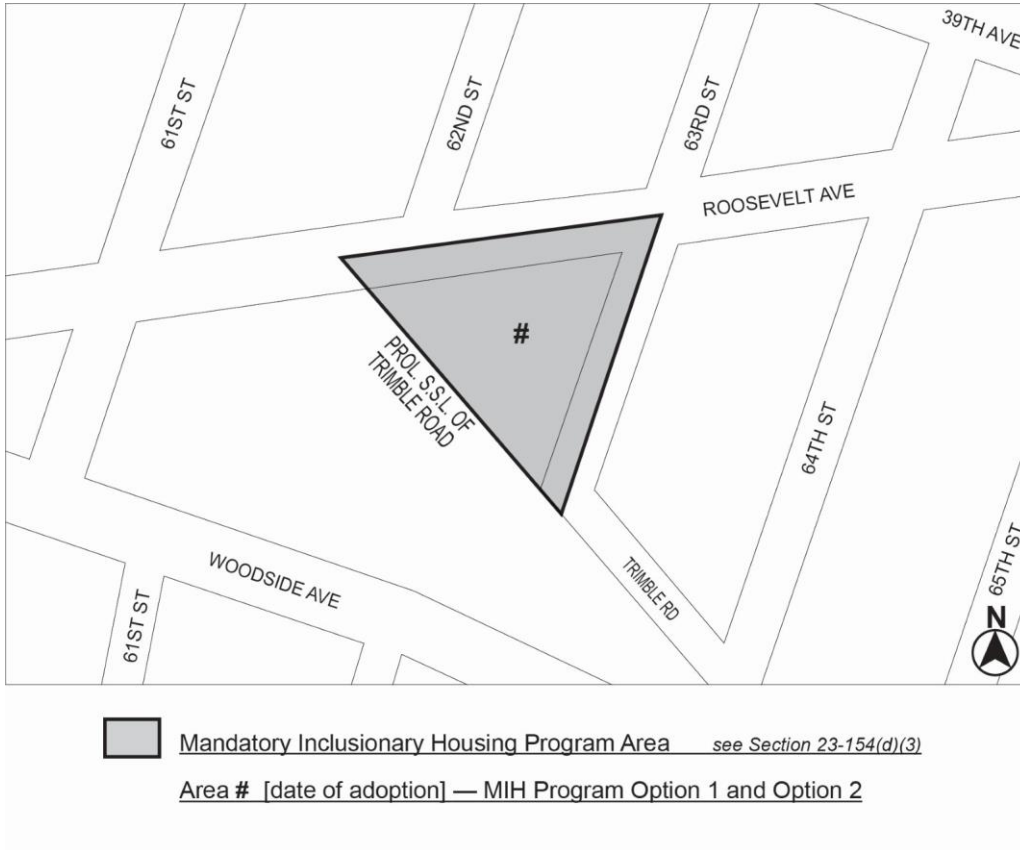 39TH AVE
61ST ST
62ND ST
63RD ST
ROOSEVELT AVE
#
PROL. S.S.L. OF
TRIMBLE ROAD
64TH ST
65TH ST
WOODSIDE AVE
TRIMBLE RD
61ST ST
N
Mandatory Inclusionary Housing Program Area see Section 23-154(d)(3)
Area # [date of adoption] — MIH Program Option 1 and Option 2